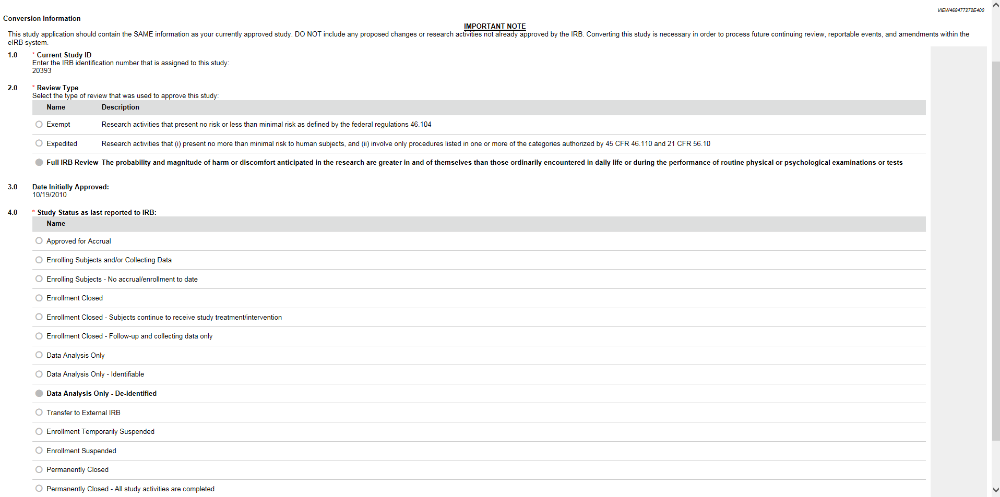 VIEW468477272E400
Conversion Information
IMPORTANT NOTE
This study application should contain the SAME information as your currently approved study. DO NOT include any proposed changes or research activities not already approved by the IRB. Converting this study is necessary in order to process future continuing review, reportable events, and amendments within the
eIRB system.
1.0 * Current Study ID
Enter the IRB identification number that is assigned to this study:
20393
2.0 * Review Type
Select the type of review that was used to approve this study:
Name Description
Exempt Research activities that present no risk or less than minimal risk as defined by the federal regulations 46.104
Expedited Research activities that (i) present no more than minimal risk to human subjects, and (ii) involve only procedures listed in one or more of the categories authorized by 45 CFR 46.110 and 21 CFR 56.10
Full IRB Review The probability and magnitude of harm or discomfort anticipated in the research are greater in and of themselves than those ordinarily encountered in daily life or during the performance of routine physical or psychological examinations or tests
3.0 Date Initially Approved:
10/19/2010
4.0 * Study Status as last reported to IRB:
Name
Approved for Accrual
Enrolling Subjects and/or Collecting Data
Enrolling Subjects - No accrual/enrollment to date
Enrollment Closed
Enrollment Closed - Subjects continue to receive study treatment/intervention
Enrollment Closed - Follow-up and collecting data only
Data Analysis Only
Data Analysis Only - Identifiable
Data Analysis Only - De-identified
Transfer to External IRB
Enrollment Temporarily Suspended
Enrollment Suspended
Permanently Closed
Permanently Closed - All study activities are completed